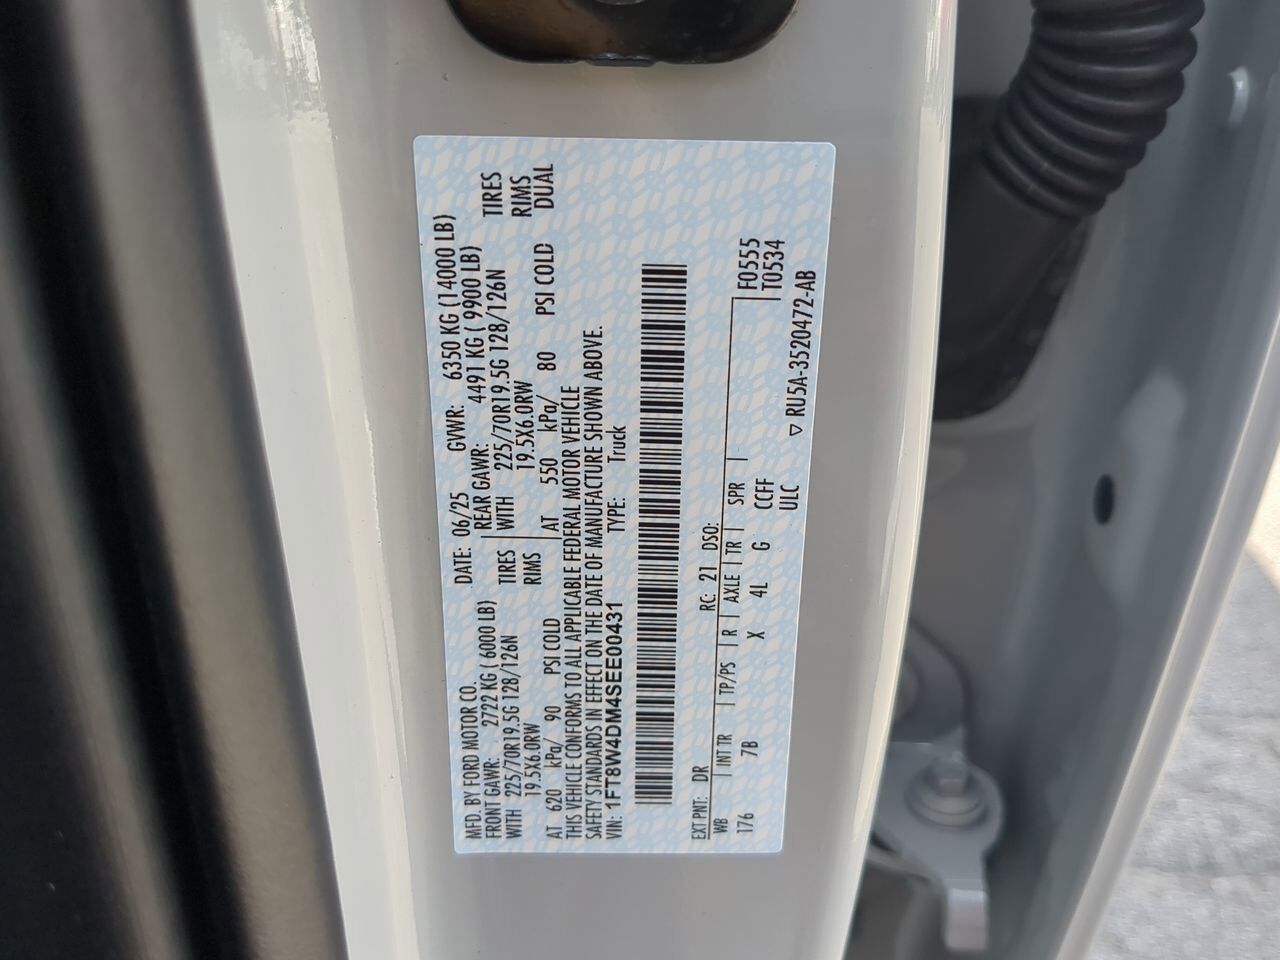 MFD. BY FORD MOTOR CO.
DATE: 06/25 GVWR: 6350 KG (14000 LB)
FRONT GAWR: 2722 KG ( 6000 LB)
REAR GAWR: 4491 KG ( 9900 LB)
WITH 225/70R19.5G 128/126N TIRES
WITH 225/70R19.5G 128/126N TIRES
19.5X6.0RW RIMS
19.5X6.0RW RIMS
AT 620 kPa/ 90 PSI COLD
AT 550 kPa/ 80 PSI COLD DUAL
THIS VEHICLE CONFORMS TO ALL APPLICABLE FEDERAL MOTOR VEHICLE
SAFETY STANDARDS IN EFFECT ON THE DATE OF MANUFACTURE SHOWN ABOVE.
VIN: 1FT8W4DM4SEE00431 TYPE: Truck
EXT PNT: DR RC: 21 DSO:
WB INT TR TP/PS R AXLE TR SPR F0555
176 7B X 4L G CCFF T0534
ULC
▽ RU5A-3520472-AB